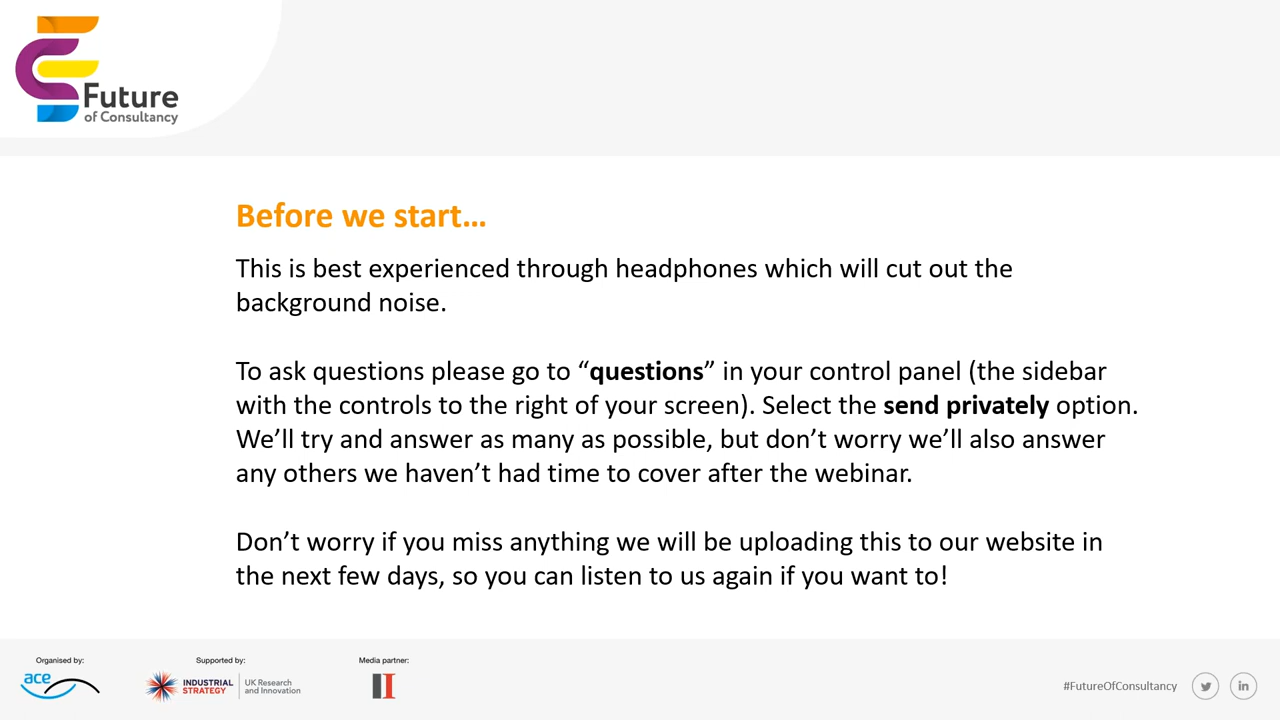 Future
of Consultancy
Before we start…
This is best experienced through headphones which will cut out the
background noise.
To ask questions please go to “questions” in your control panel (the sidebar
with the controls to the right of your screen). Select the send privately option.
We’ll try and answer as many as possible, but don’t worry we’ll also answer
any others we haven’t had time to cover after the webinar.
Don’t worry if you miss anything we will be uploading this to our website in
the next few days, so you can listen to us again if you want to!
Organised by:
ace
Supported by:
INDUSTRIAL
STRATEGY
UK Research
and Innovation
Media partner:
#FutureOfConsultancy
in